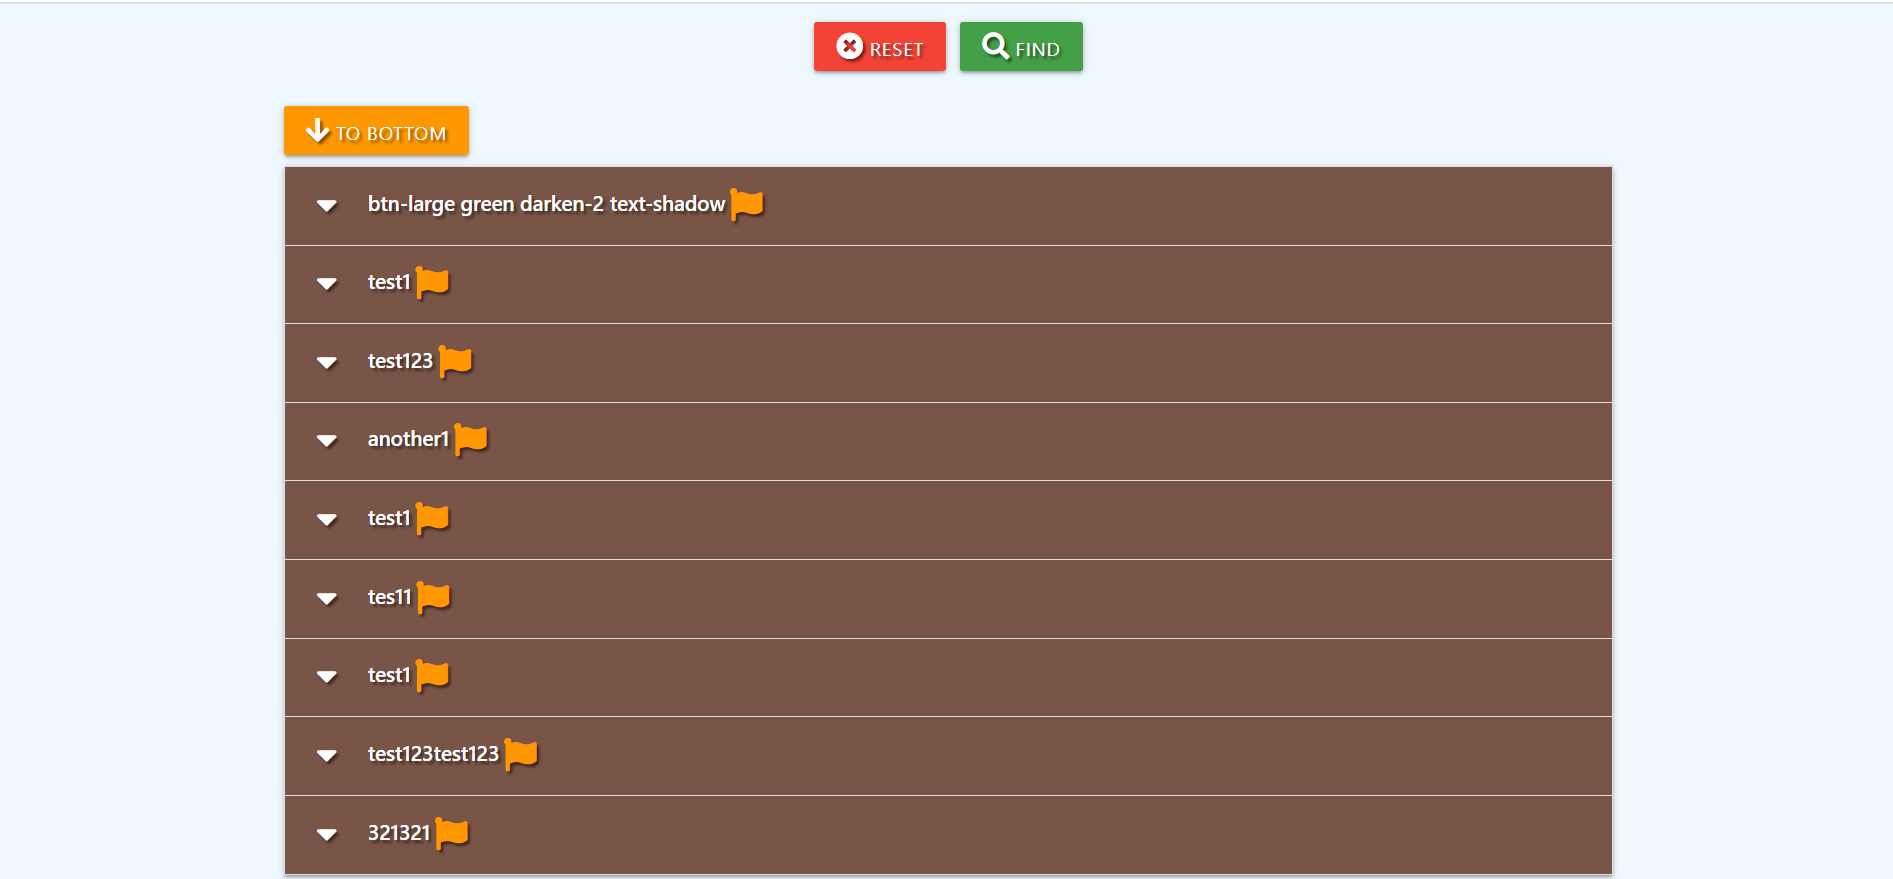 RESET
FIND
TO BOTTOM
btn-large green darken-2 text-shadow
test1
test123
another1
test1
tes11
test1
test123test123
321321